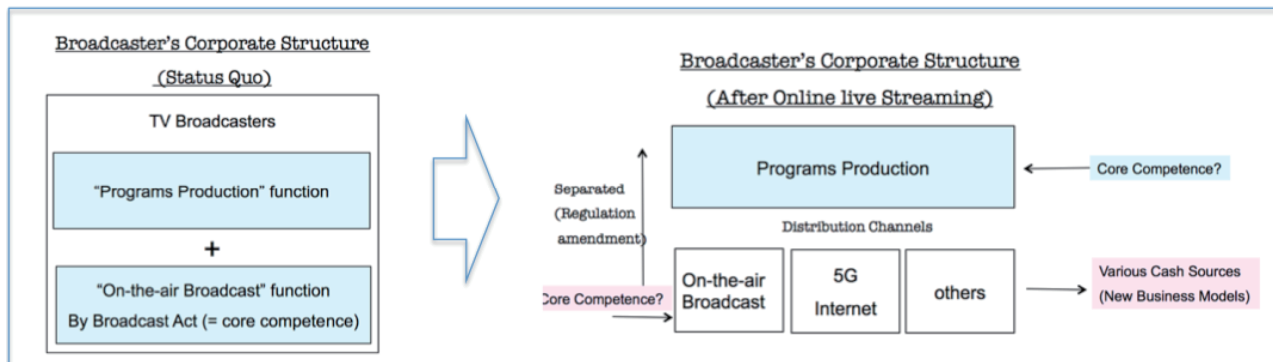 Broadcaster's Corporate Structure
(Status Quo)
TV Broadcasters
"Programs Production" function
+
"On-the-air Broadcast" function
By Broadcast Act (= core competence)
Broadcaster's Corporate Structure
(After Online live Streaming)
Programs Production
Core Competence?
Separated
(Regulation
amendment)
Distribution Channels
Core Competence?
On-the-air
Broadcast
5G
Internet
others
Various Cash Sources
(New Business Models)